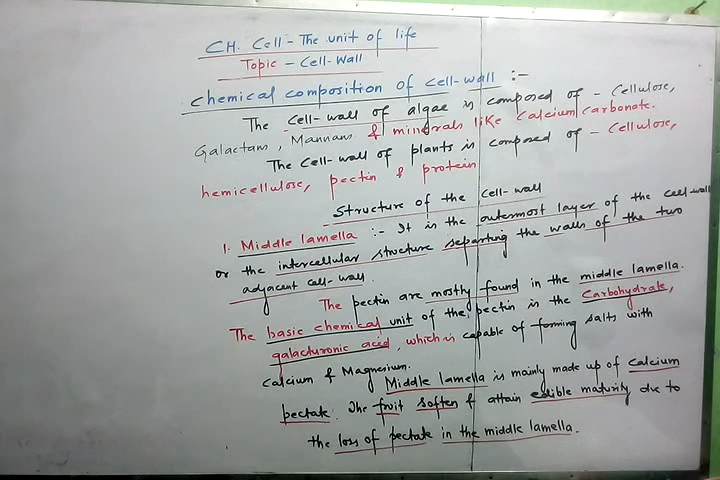 CH. Cell - The unit of life
Topic - Cell-Wall
Chemical composition of cell-wall :-
The cell-wall of algae is composed of - Cellulose,
Galactans, Mannans & minerals like Calcium Carbonate.
The cell-wall of plants is composed of - Cellulose,
hemicellulose, pectin & protein
Structure of the cell-wall
1. Middle lamella :- It is the outermost layer of the cell-wall
or the intercellular structure separting the walls of the two
adjacent cell-wall.
The pectin are mostly found in the middle lamella.
The basic chemical unit of the pectin is the Carbohydrate,
galacturonic acid, which is capable of forming salts with
Calcium & Magnesium.
Middle lamella is mainly made up of calcium
pectate. The fruit soften & attain edible maturity due to
the loss of pectate in the middle lamella.